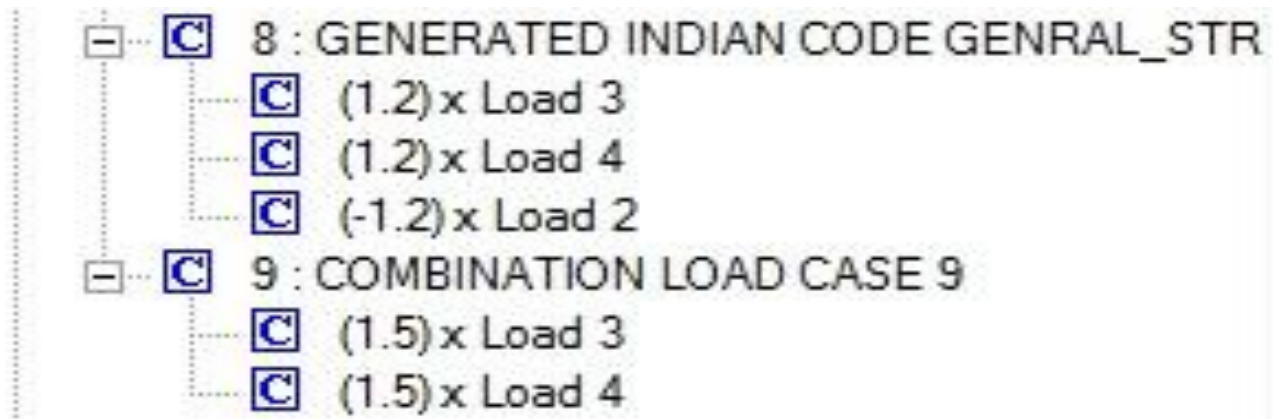 C 8 : GENERATED INDIAN CODE GENRAL_STR
C (1.2) x Load 3
C (1.2) x Load 4
C (-1.2) x Load 2
C 9 : COMBINATION LOAD CASE 9
C (1.5) x Load 3
C (1.5) x Load 4